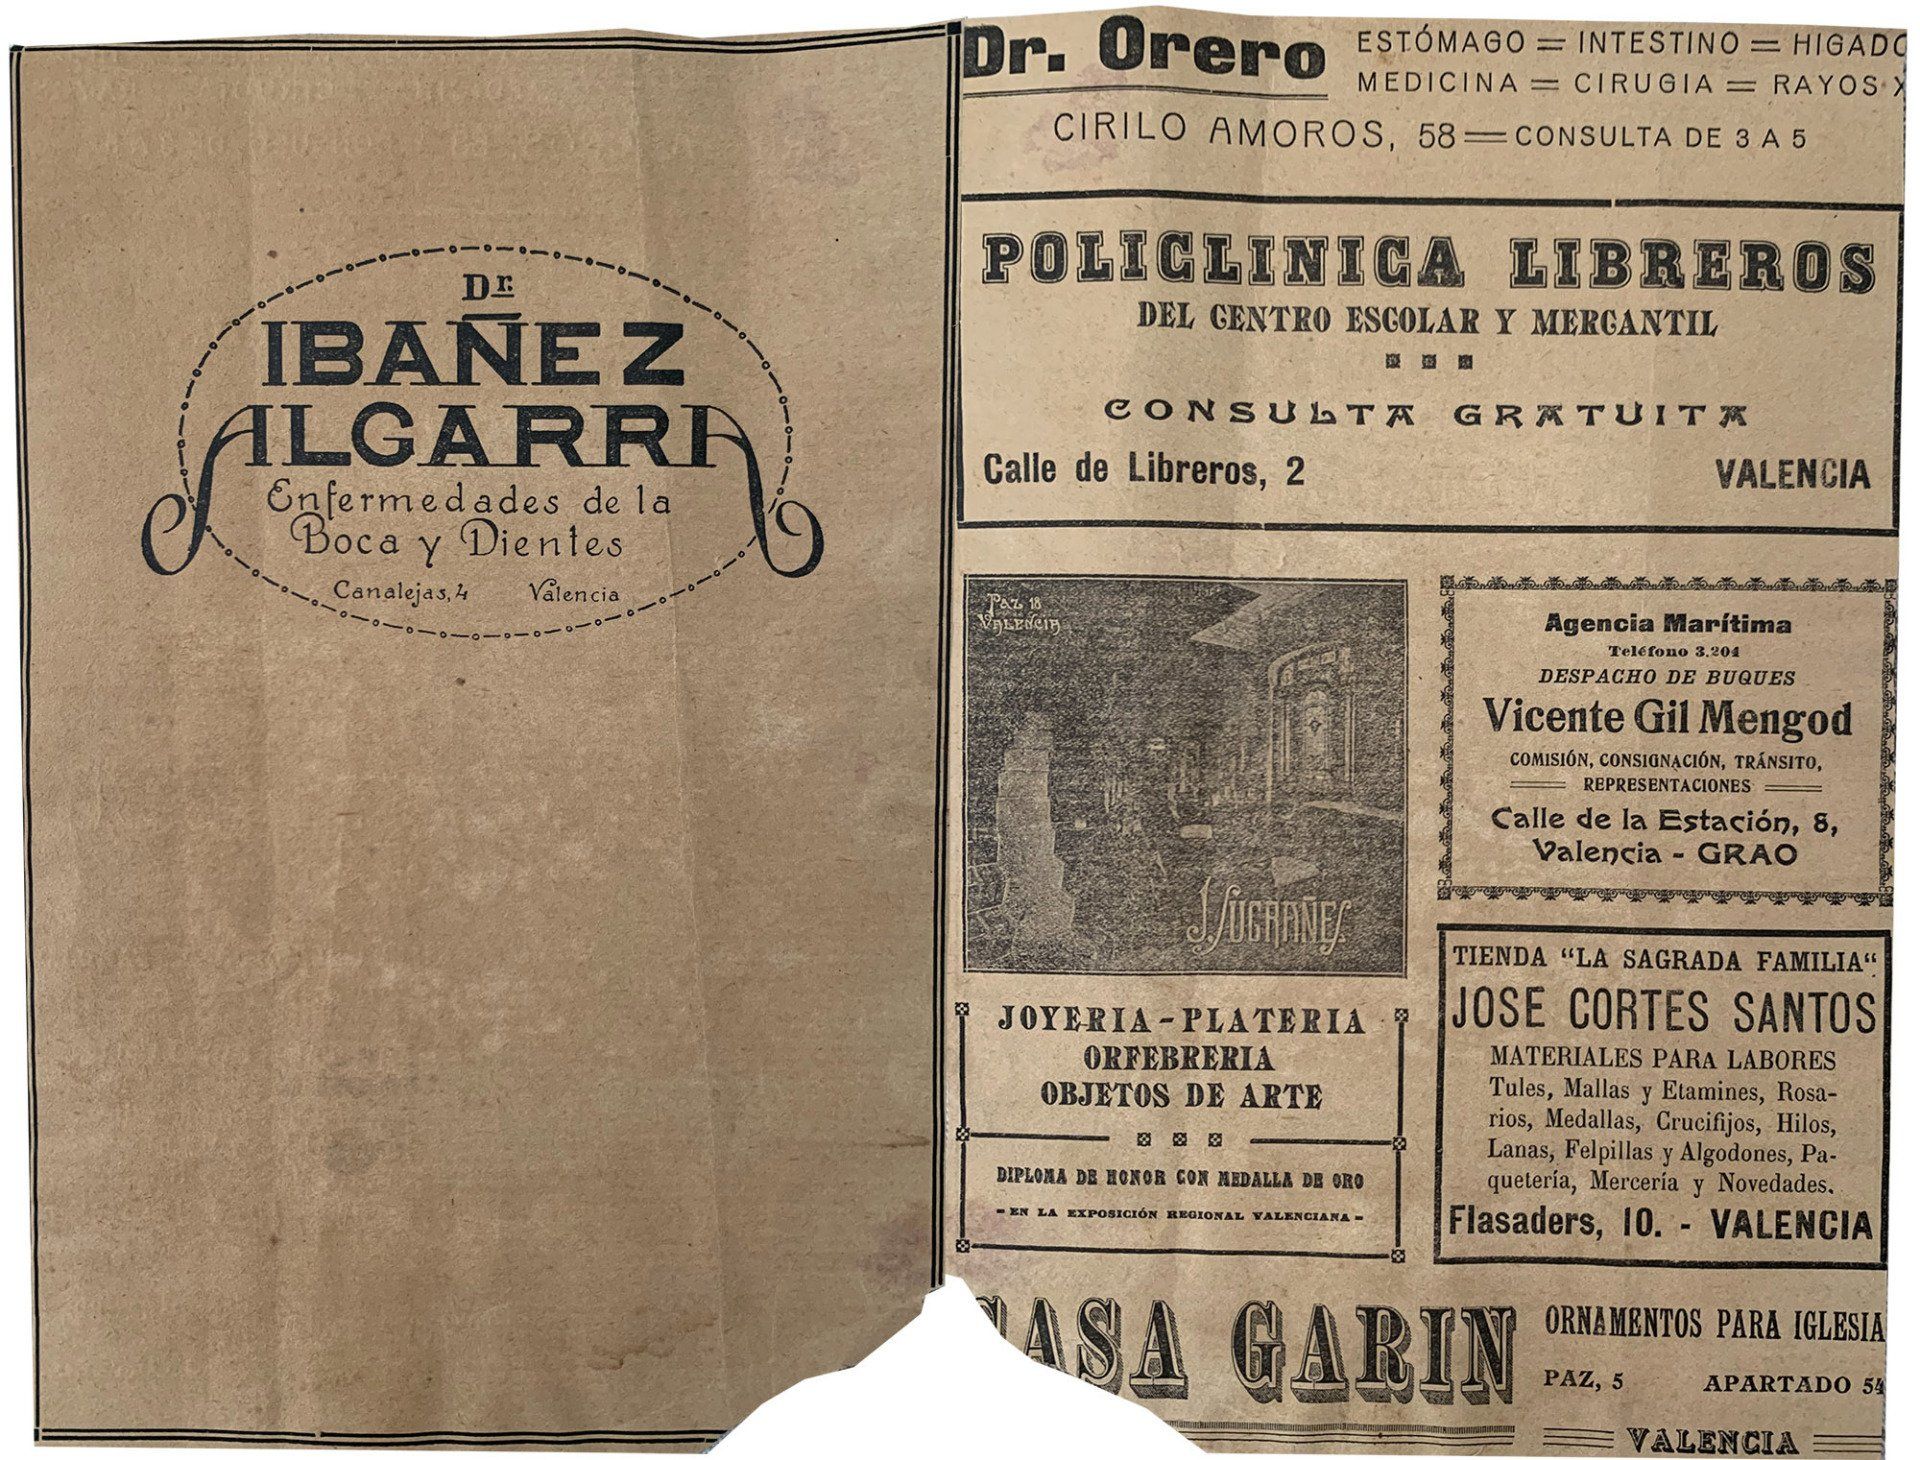 Dr.
IBAÑEZ
ALGARRA
Enfermedades de la
Boca y Dientes
Canalejas, 4 Valencia
Dr. Orero
ESTÓMAGO = INTESTINO = HIGADO
MEDICINA = CIRUGIA = RAYOS X
CIRILO AMOROS, 58 = CONSULTA DE 3 A 5
POLICLINICA LIBREROS
DEL CENTRO ESCOLAR Y MERCANTIL
CONSULTA GRATUITA
Calle de Libreros, 2 VALENCIA
PAZ 18
VALENCIA
J. SUGRAÑES
JOYERIA - PLATERIA
ORFEBRERIA
OBJETOS DE ARTE
DIPLOMA DE HONOR CON MEDALLA DE ORO
- EN LA EXPOSICIÓN REGIONAL VALENCIANA -
Agencia Marítima
Teléfono 3.204
DESPACHO DE BUQUES
Vicente Gil Mengod
COMISIÓN, CONSIGNACIÓN, TRÁNSITO,
REPRESENTACIONES
Calle de la Estación, 8,
Valencia - GRAO
TIENDA "LA SAGRADA FAMILIA"
JOSE CORTES SANTOS
MATERIALES PARA LABORES
Tules, Mallas y Etamines, Rosa-
rios, Medallas, Crucifijos, Hilos,
Lanas, Felpillas y Algodones, Pa-
quetería, Mercería y Novedades.
Flasaders, 10. - VALENCIA
CASA GARIN
ORNAMENTOS PARA IGLESIA
PAZ, 5 APARTADO 54
VALENCIA